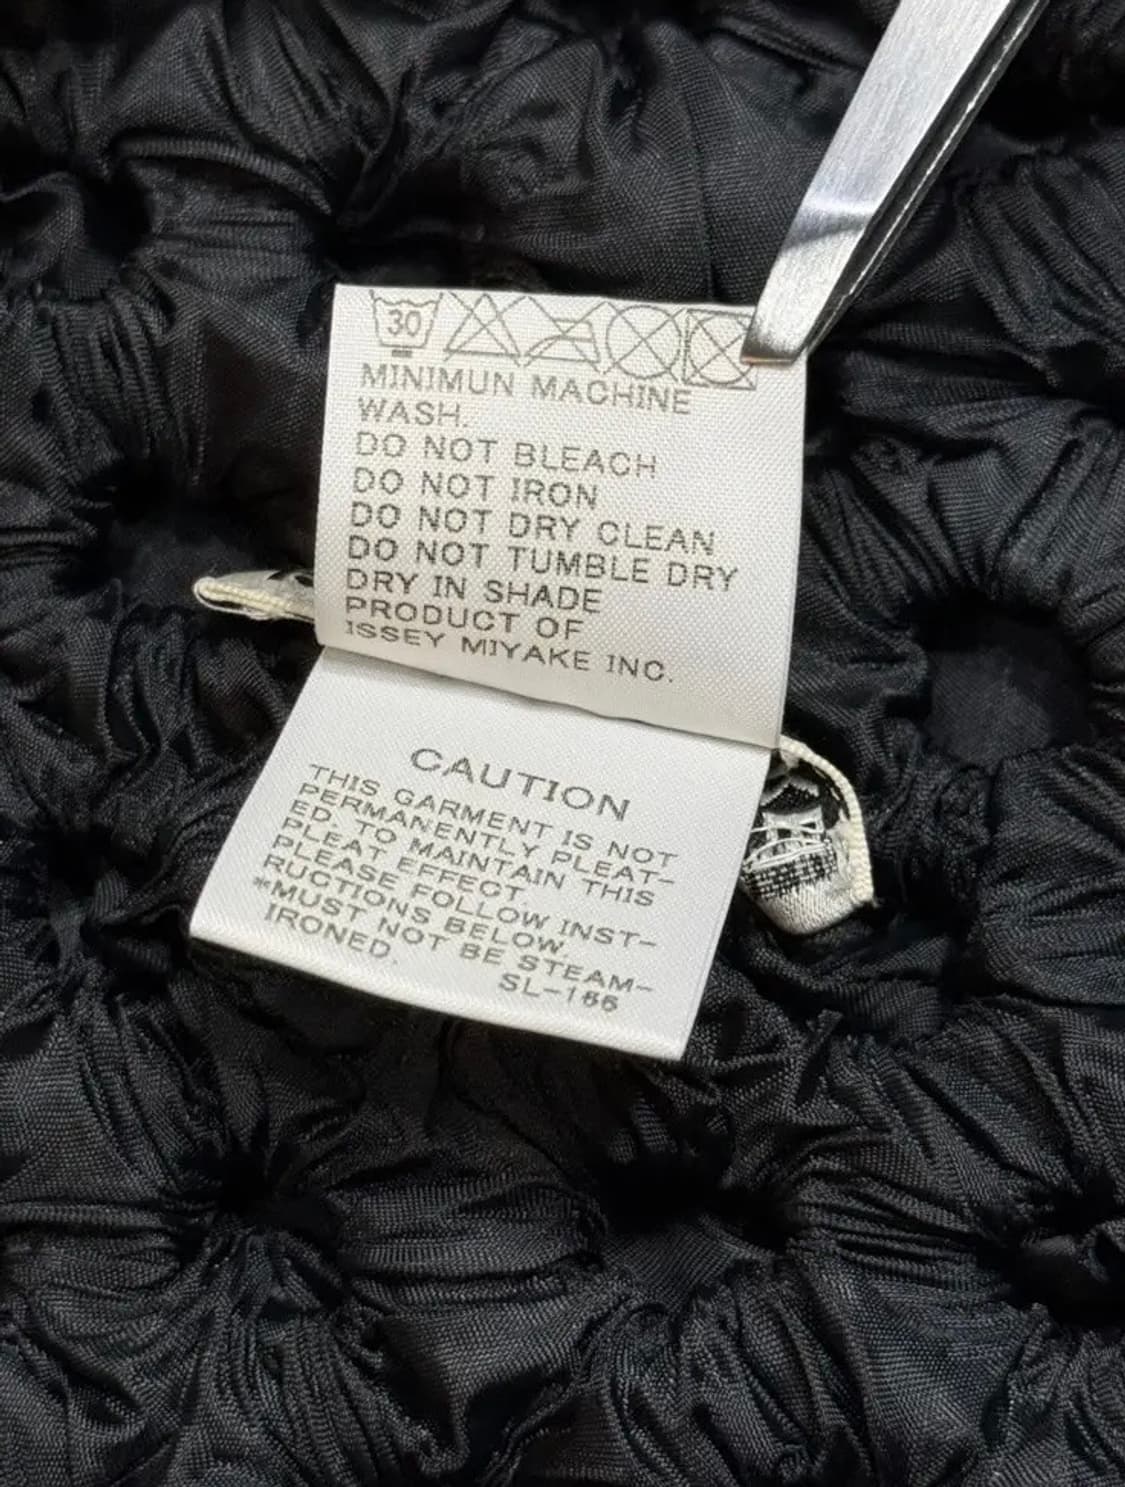 30
MINIMUN MACHINE
WASH.
DO NOT BLEACH
DO NOT IRON
DO NOT DRY CLEAN
DO NOT TUMBLE DRY
DRY IN SHADE
PRODUCT OF
ISSEY MIYAKE INC.
CAUTION
THIS GARMENT IS NOT
PERMANENTLY PLEAT-
ED. TO MAINTAIN THIS
PLEAT EFFECT
PLEASE FOLLOW INST-
RUCTIONS BELOW.
*MUST NOT BE STEAM-
IRONED.
SL-166